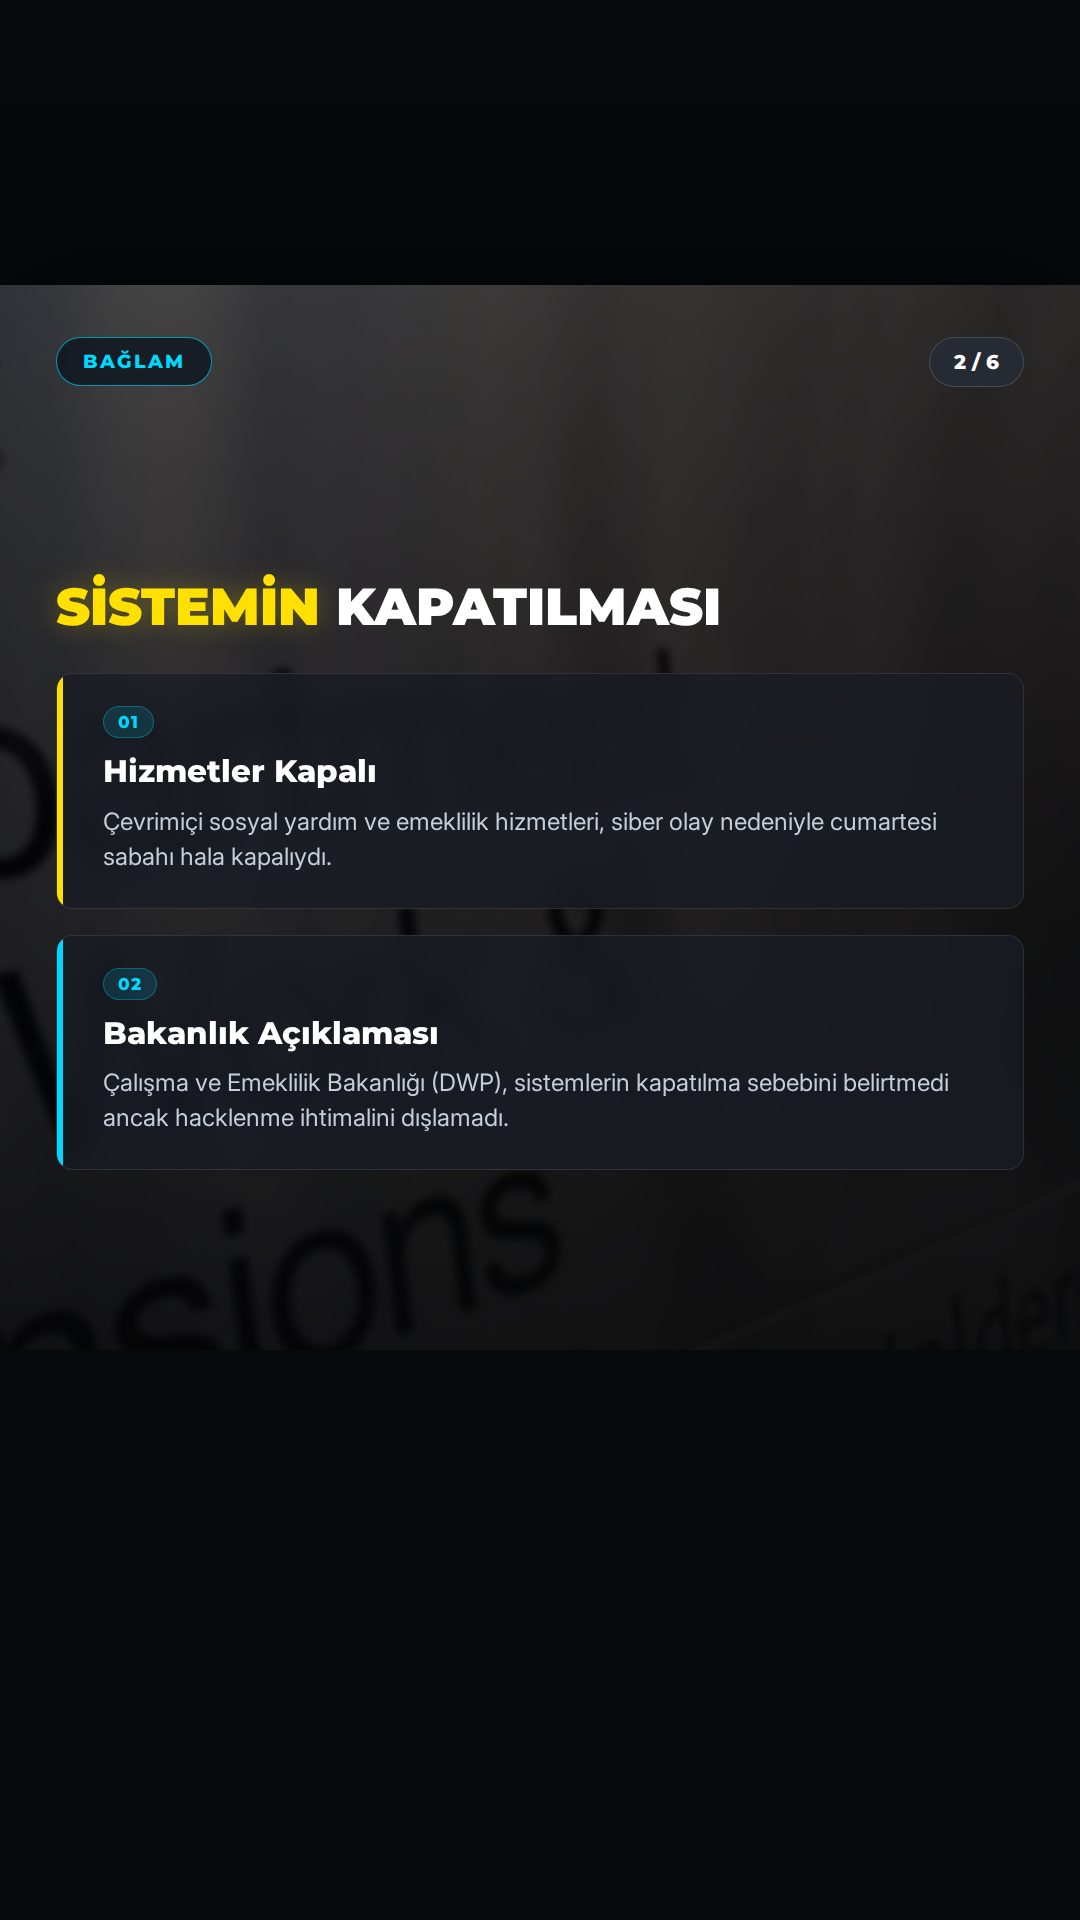 BAĞLAM
2 / 6
SİSTEMİN KAPATILMASI
01
Hizmetler Kapalı
Çevrimiçi sosyal yardım ve emeklilik hizmetleri, siber olay nedeniyle cumartesi
sabahı hala kapalıydı.
02
Bakanlık Açıklaması
Çalışma ve Emeklilik Bakanlığı (DWP), sistemlerin kapatılma sebebini belirtmedi
ancak hacklenme ihtimalini dışlamadı.